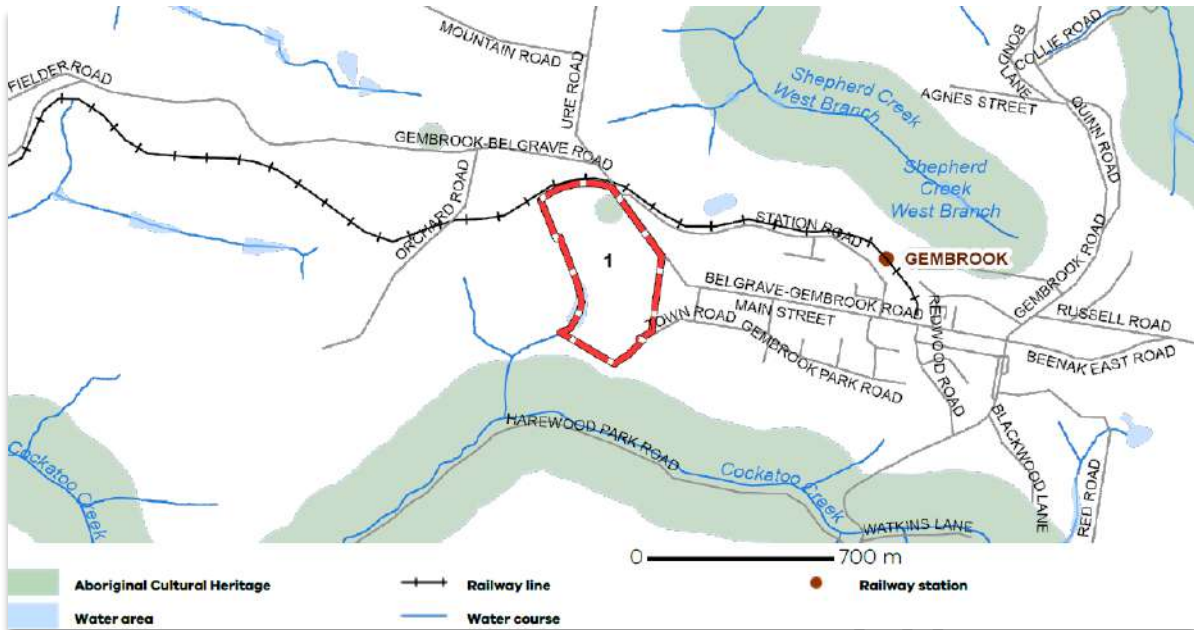 MOUNTAIN ROAD
FIELDER ROAD
URE ROAD
BOND
LANE
COLLIE ROAD
Shepherd Creek
West Branch
AGNES STREET
QUINN ROAD
GEMBROOK-BELGRAVE ROAD
Shepherd
Creek
West Branch
ORCHARD ROAD
STATION ROAD
GEMBROOK
1
GEMBROOK ROAD
BELGRAVE-GEMBROOK ROAD
MAIN STREET
TOWN ROAD
GEMBROOK PARK ROAD
REDWOOD ROAD
RUSSELL ROAD
BEENAK EAST ROAD
HAREWOOD PARK ROAD
BLACKWOOD LANE
RED ROAD
Cockatoo Creek
Cockatoo
Creek
WATKINS LANE
0 700 m
Aboriginal Cultural Heritage
Railway line
Railway station
Water area
Water course